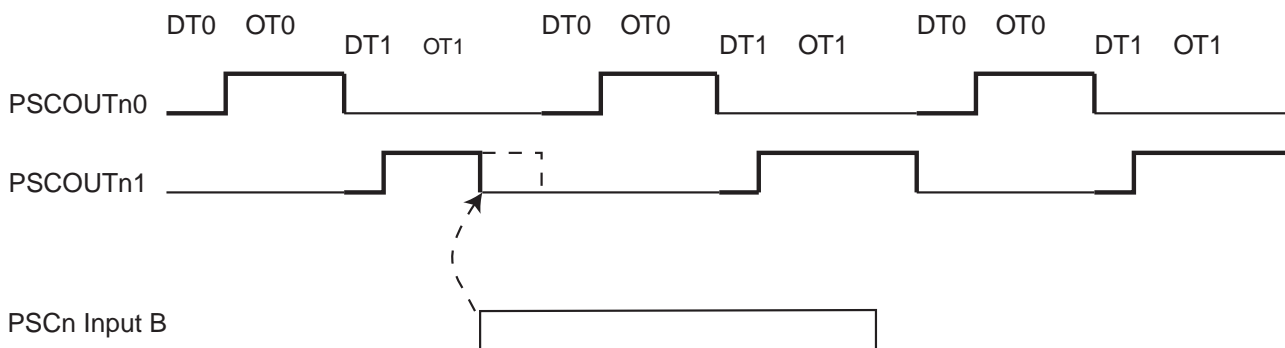 DT0 OT0 DT1 OT1 DT0 OT0 DT1 OT1 DT0 OT0 DT1 OT1
PSCOUTn0
PSCOUTn1
PSCn Input B